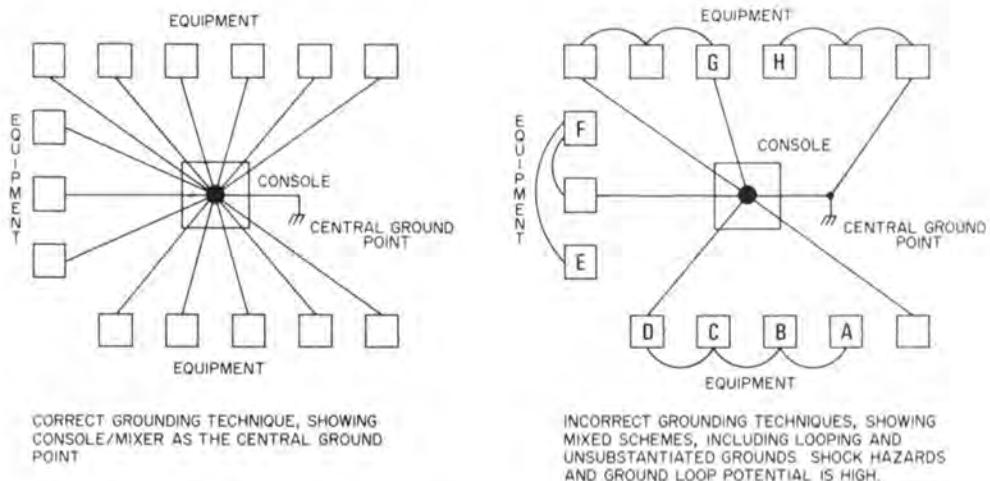 EQUIPMENT
EQUIPMENT
CONSOLE
CENTRAL GROUND
POINT
EQUIPMENT
CORRECT GROUNDING TECHNIQUE, SHOWING
CONSOLE/MIXER AS THE CENTRAL GROUND
POINT
EQUIPMENT
G
H
F
EQUIPMENT
CONSOLE
CENTRAL GROUND
POINT
E
D
C
B
A
EQUIPMENT
INCORRECT GROUNDING TECHNIQUES, SHOWING
MIXED SCHEMES, INCLUDING LOOPING AND
UNSUBSTANTIATED GROUNDS. SHOCK HAZARDS
AND GROUND LOOP POTENTIAL IS HIGH.